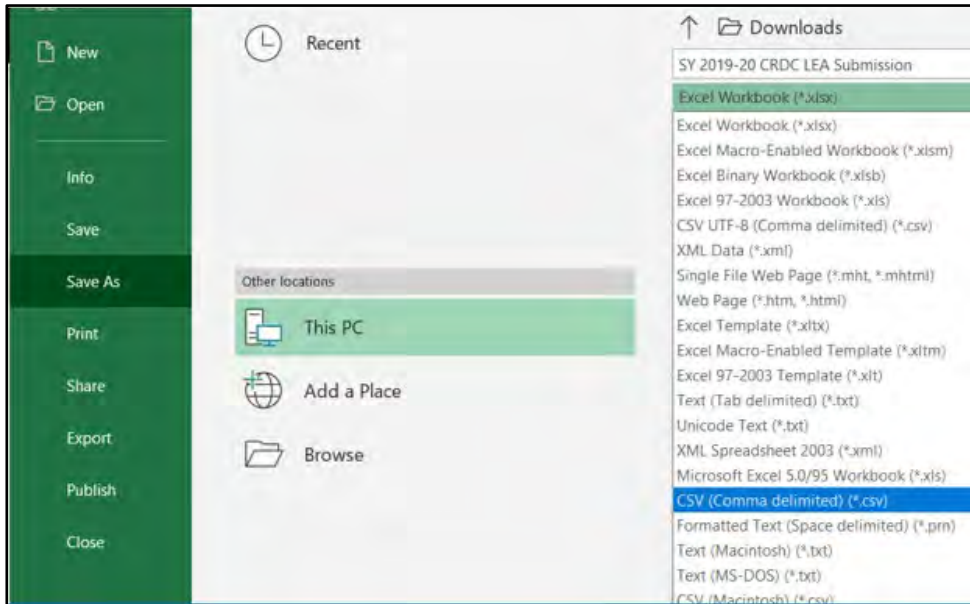 New
Open
Info
Save
Save As
Print
Share
Export
Publish
Close
Recent
Other locations
This PC
Add a Place
Browse
Downloads
SY 2019-20 CRDC LEA Submission
Excel Workbook (*.xlsx)
Excel Workbook (*.xlsx)
Excel Macro-Enabled Workbook (*.xlsm)
Excel Binary Workbook (*.xlsb)
Excel 97-2003 Workbook (*.xls)
CSV UTF-8 (Comma delimited) (*.csv)
XML Data (*.xml)
Single File Web Page (*.mht, *.mhtml)
Web Page (*.htm, *.html)
Excel Template (*.xltx)
Excel Macro-Enabled Template (*.xltm)
Excel 97-2003 Template (*.xlt)
Text (Tab delimited) (*.txt)
Unicode Text (*.txt)
XML Spreadsheet 2003 (*.xml)
Microsoft Excel 5.0/95 Workbook (*.xls)
CSV (Comma delimited) (*.csv)
Formatted Text (Space delimited) (*.prn)
Text (Macintosh) (*.txt)
Text (MS-DOS) (*.txt)
CSV (Macintosh) (*.csv)